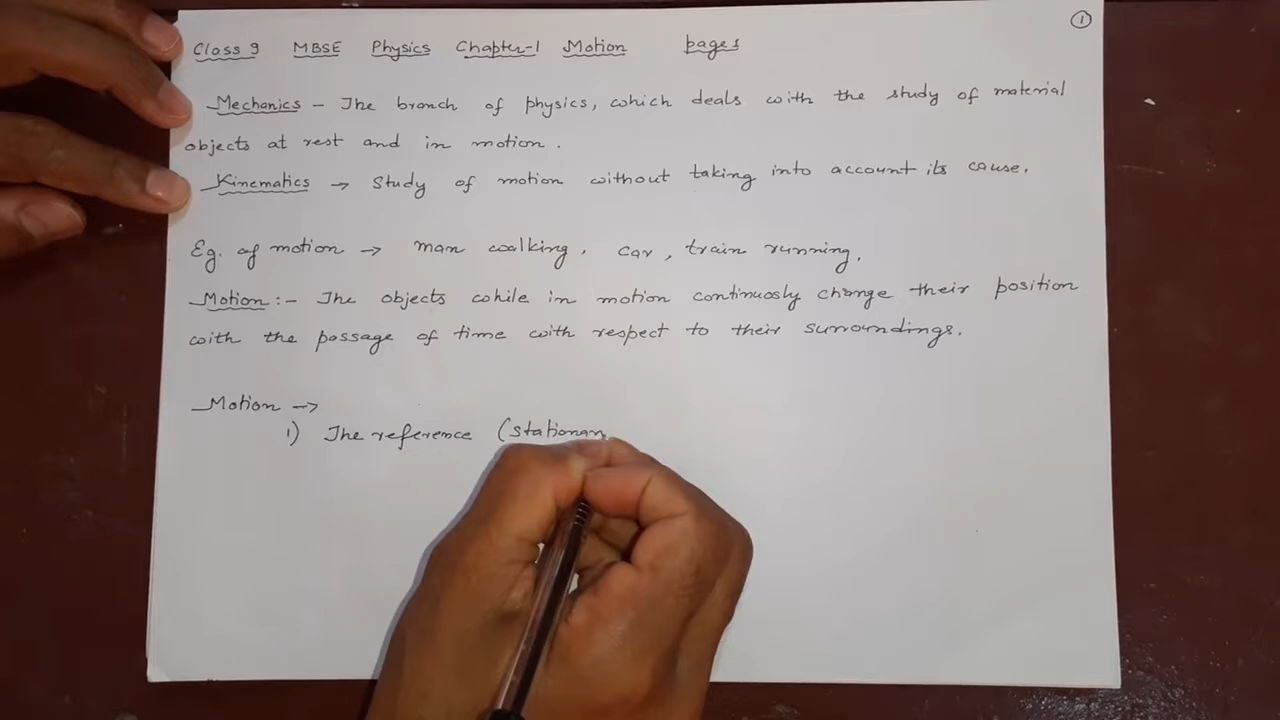 ①
Class 9 MBSE Physics Chapter-1 Motion pages
Mechanics - The branch of physics, which deals with the study of material
objects at rest and in motion.
Kinematics → Study of motion without taking into account its cause.
Eg. of motion → man walking, car, train running.
Motion :- The objects while in motion continuosly change their position
with the passage of time with respect to their surroundings.
Motion →
1) The reference (stationary